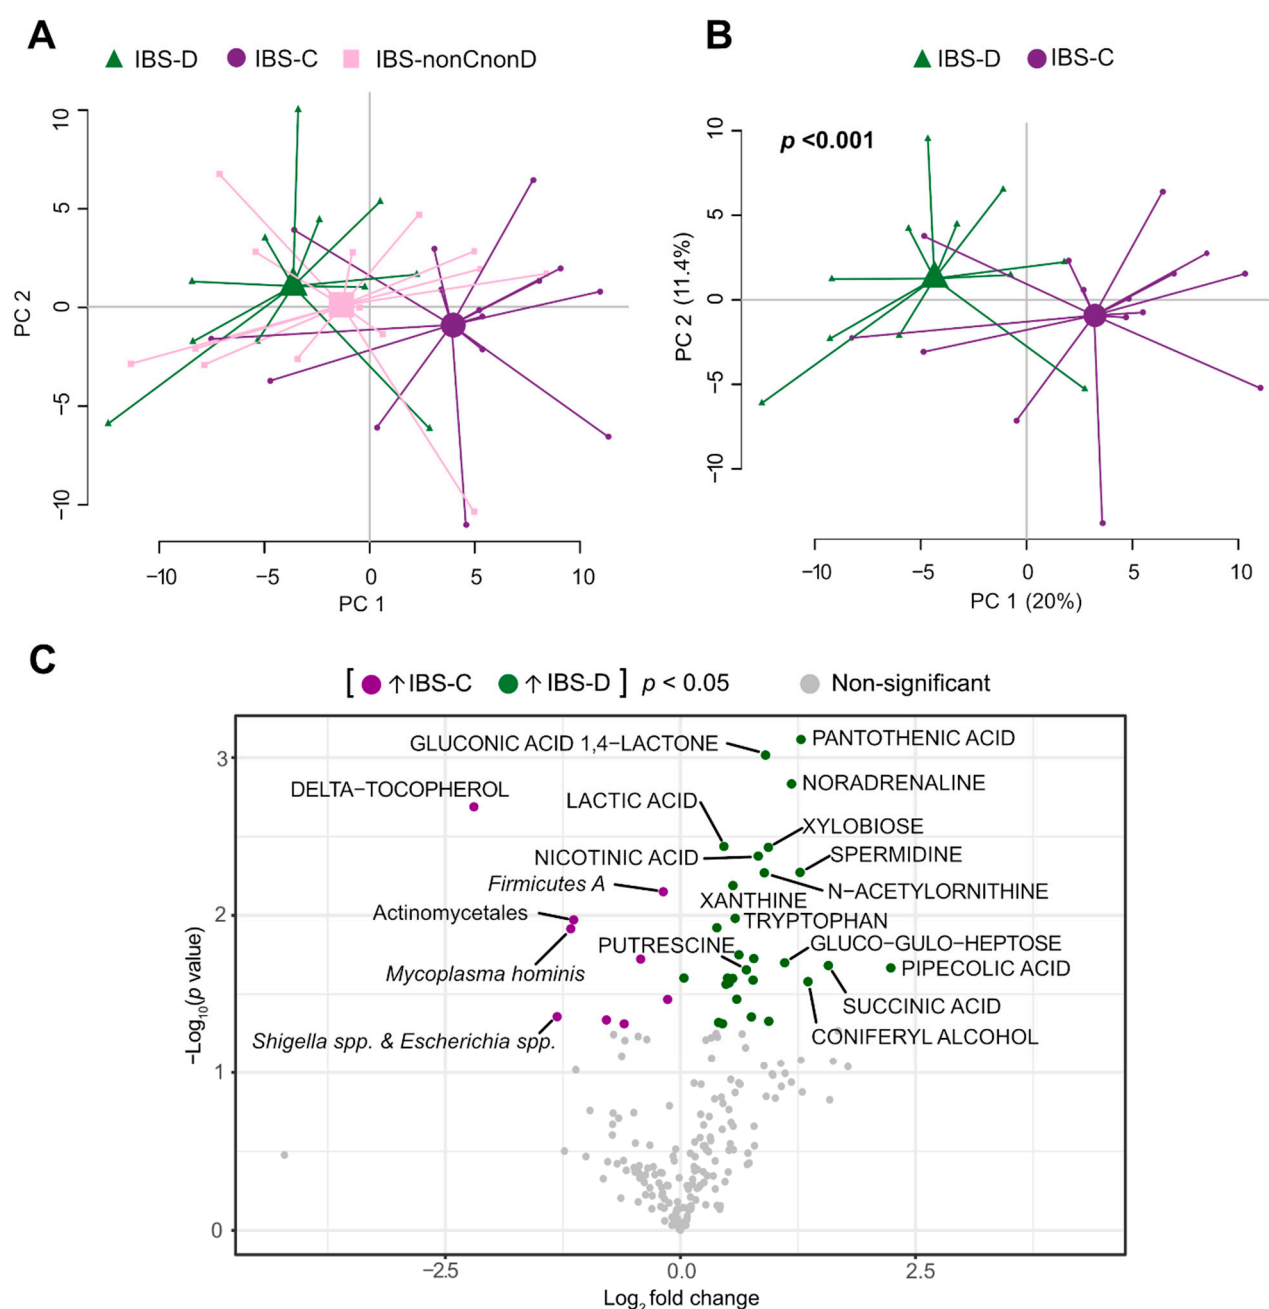 A
IBS-D IBS-C IBS-nonCnonD
PC 2
10
5
0
−5
−10
−10 −5 0 5 10
PC 1
B
IBS-D IBS-C
p <0.001
PC 2 (11.4%)
10
5
0
−5
−10
−10 −5 0 5 10
PC 1 (20%)
C
[ ↑IBS-C ↑IBS-D ] p < 0.05 Non-significant
GLUCONIC ACID 1,4−LACTONE
PANTOTHENIC ACID
DELTA−TOCOPHEROL
NORADRENALINE
LACTIC ACID
XYLOBIOSE
NICOTINIC ACID
SPERMIDINE
Firmicutes A
N−ACETYLORNITHINE
XANTHINE
Actinomycetales
TRYPTOPHAN
PUTRESCINE
GLUCO−GULO−HEPTOSE
Mycoplasma hominis
PIPECOLIC ACID
SUCCINIC ACID
Shigella spp. & Escherichia spp.
CONIFERYL ALCOHOL
−Log10(p value)
3
2
1
0
−2.5 0.0 2.5
Log2 fold change